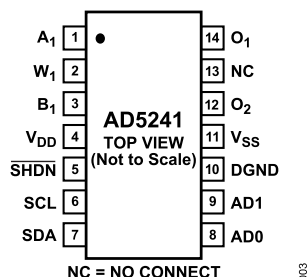 A1 1 14 O1
W1 2 13 NC
B1 3 12 O2
AD5241
VDD 4 TOP VIEW 11 VSS
(Not to Scale)
SHDN 5 10 DGND
SCL 6 9 AD1
SDA 7 8 AD0
NC = NO CONNECT